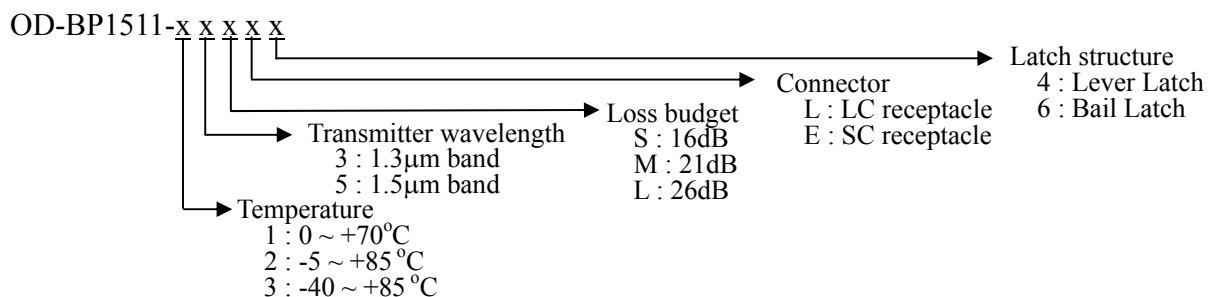 OD-BP1511-x x x x x
Latch structure
4 : Lever Latch
6 : Bail Latch
Connector
L : LC receptacle
E : SC receptacle
Loss budget
S : 16dB
M : 21dB
L : 26dB
Transmitter wavelength
3 : 1.3μm band
5 : 1.5μm band
Temperature
1 : 0 ~ +70°C
2 : -5 ~ +85°C
3 : -40 ~ +85°C